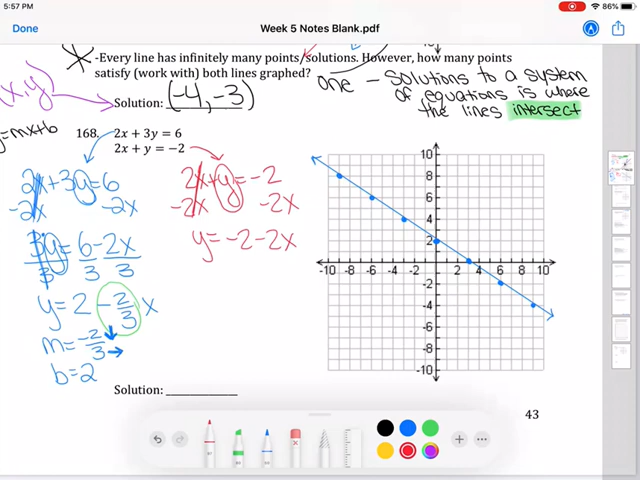 5:57 PM
86%
Done
Week 5 Notes Blank.pdf
-Every line has infinitely many points/solutions. However, how many points
satisfy (work with) both lines graphed?
one - solutions to a system
of equations is where
the lines intersect
(x,y)
Solution: (-4,-3)
y=mx+b
168. 2x + 3y = 6
2x + y = −2
2x+3y=6
-2x -2x
3y=6-2x
3 3 3
y=2-2/3x
m=-2/3
b=2
2x+y=-2
-2x -2x
y=-2-2x
10
8
6
4
2
-10 -8 -6 -4 -2 2 4 6 8 10
-2
-4
-6
-8
-10
Solution: ____________
43